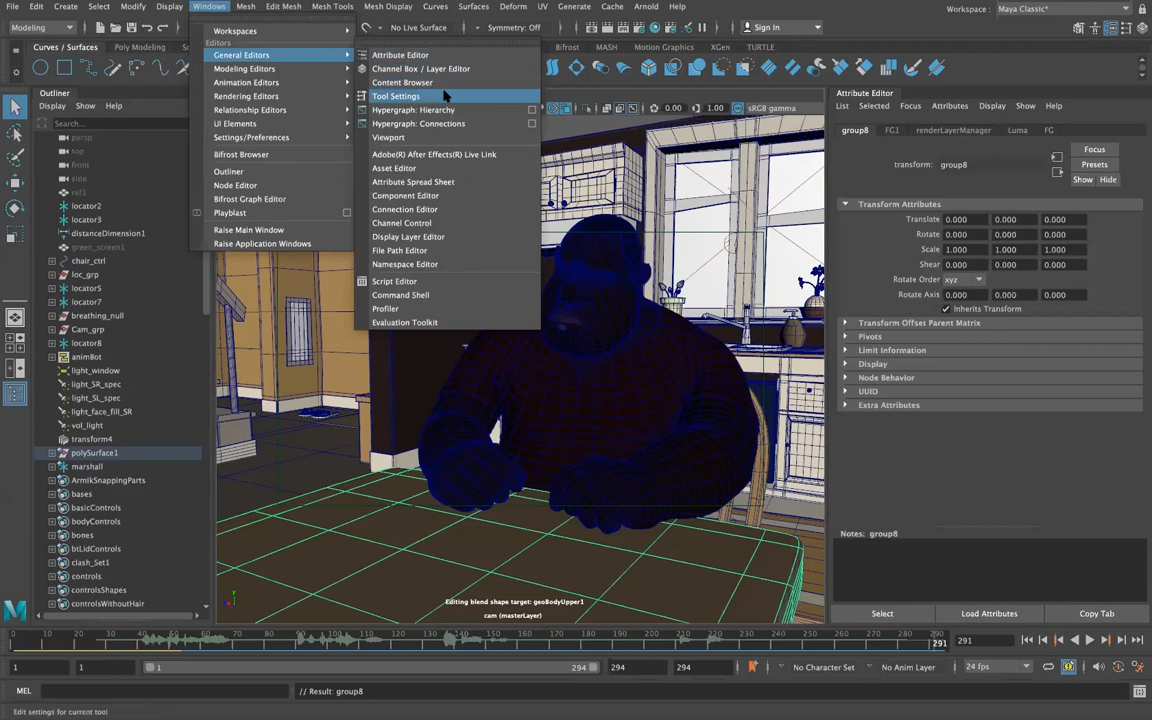 File Edit Create Select Modify Display Windows Mesh Edit Mesh Mesh Tools Mesh Display Curves Surfaces Deform UV Generate Cache Arnold Help
Workspace : Maya Classic*
Modeling
No Live Surface
Symmetry: Off
Sign In
Curves / Surfaces Poly Modeling
Bifrost MASH Motion Graphics XGen TURTLE
Workspaces
Editors
General Editors
Modeling Editors
Animation Editors
Rendering Editors
Relationship Editors
UI Elements
Settings/Preferences
Bifrost Browser
Outliner
Node Editor
Bifrost Graph Editor
Playblast
Raise Main Window
Raise Application Windows
Attribute Editor
Channel Box / Layer Editor
Content Browser
Tool Settings
Hypergraph: Hierarchy
Hypergraph: Connections
Viewport
Adobe(R) After Effects(R) Live Link
Asset Editor
Attribute Spread Sheet
Component Editor
Connection Editor
Channel Control
Display Layer Editor
File Path Editor
Namespace Editor
Script Editor
Command Shell
Profiler
Evaluation Toolkit
Outliner
Display Show Help
Search...
persp
top
front
side
ref1
locator2
locator3
distanceDimension1
green_screen1
chair_ctrl
loc_grp
locator5
locator7
breathing_null
Cam_grp
locator8
animBot
light_window
light_SR_spec
light_SL_spec
light_face_fill_SR
vol_light
transform4
polySurface1
marshall
ArmIkSnappingParts
bases
basicControls
bodyControls
bones
btLidControls
clash_Set1
controls
controlsShapes
controlsWithoutHair
0.00 1.00 sRGB gamma
Editing blend shape target: geoBodyUpper1
cam (masterLayer)
Attribute Editor
List Selected Focus Attributes Display Show Help
group8 FG1 renderLayerManager Luma FG
transform: group8
Focus
Presets
Show Hide
Transform Attributes
Translate 0.000 0.000 0.000
Rotate 0.000 0.000 0.000
Scale 1.000 1.000 1.000
Shear 0.000 0.000 0.000
Rotate Order xyz
Rotate Axis 0.000 0.000 0.000
Inherits Transform
Transform Offset Parent Matrix
Pivots
Limit Information
Display
Node Behavior
UUID
Extra Attributes
Notes: group8
Select Load Attributes Copy Tab
0 10 20 30 40 50 60 70 80 90 100 110 120 130 140 150 160 170 180 190 200 210 220 230 240 250 260 270 280 290
291
291
1 1 1 294 294 294
No Character Set
No Anim Layer
24 fps
MEL
// Result: group8
Edit settings for current tool